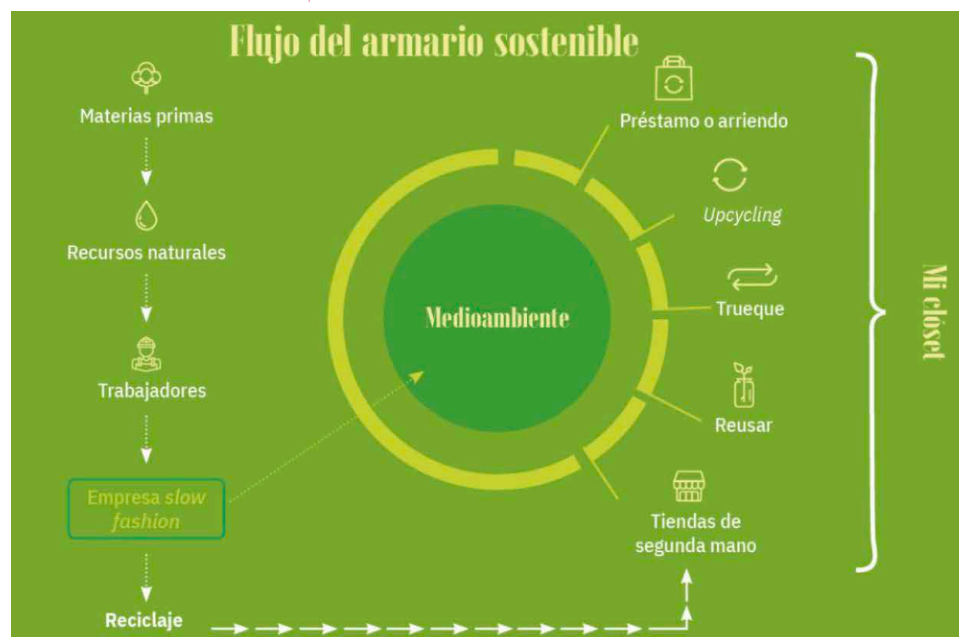 Flujo del armario sostenible
Materias primas
Recursos naturales
Trabajadores
Empresa slow
fashion
Reciclaje
Medioambiente
Préstamo o arriendo
Upcycling
Trueque
Reusar
Tiendas de
segunda mano
Mi clóset